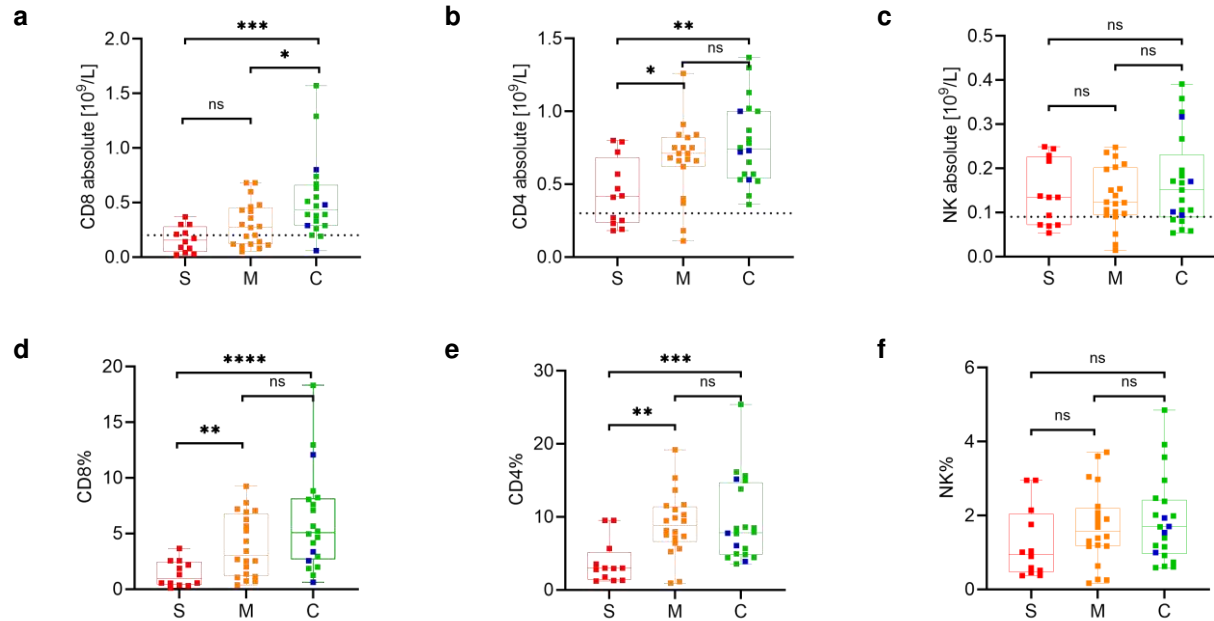 a
CD8 absolute [10⁹/L]
2.0
1.5
1.0
0.5
0.0
***
*
ns
S M C
b
CD4 absolute [10⁹/L]
1.5
1.0
0.5
0.0
**
ns
*
S M C
c
NK absolute [10⁹/L]
0.5
0.4
0.3
0.2
0.1
0.0
ns
ns
ns
S M C
d
CD8%
20
15
10
5
0
****
ns
**
S M C
e
CD4%
30
20
10
0
***
ns
**
S M C
f
NK%
6
4
2
0
ns
ns
ns
S M C